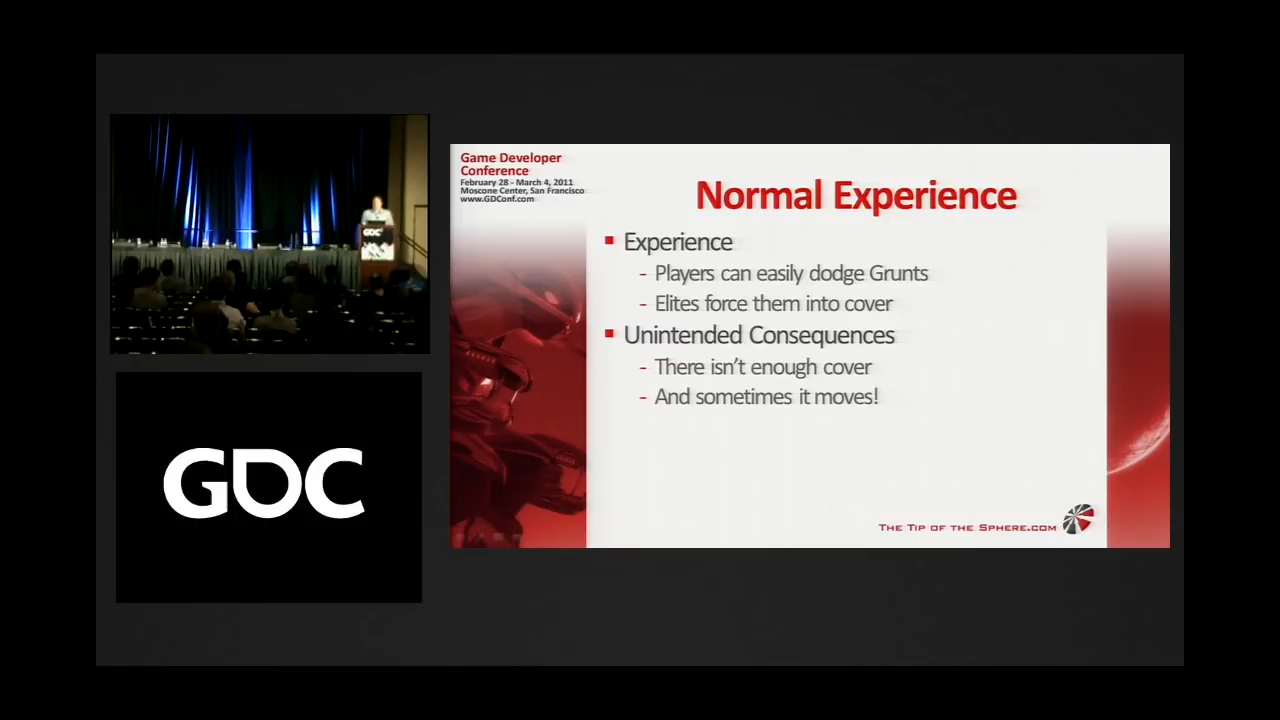 GDC
GDC
Game Developer
Conference
February 28 - March 4, 2011
Moscone Center, San Francisco
www.GDConf.com
Normal Experience
Experience
- Players can easily dodge Grunts
- Elites force them into cover
Unintended Consequences
- There isn't enough cover
- And sometimes it moves!
The Tip of the Sphere.com